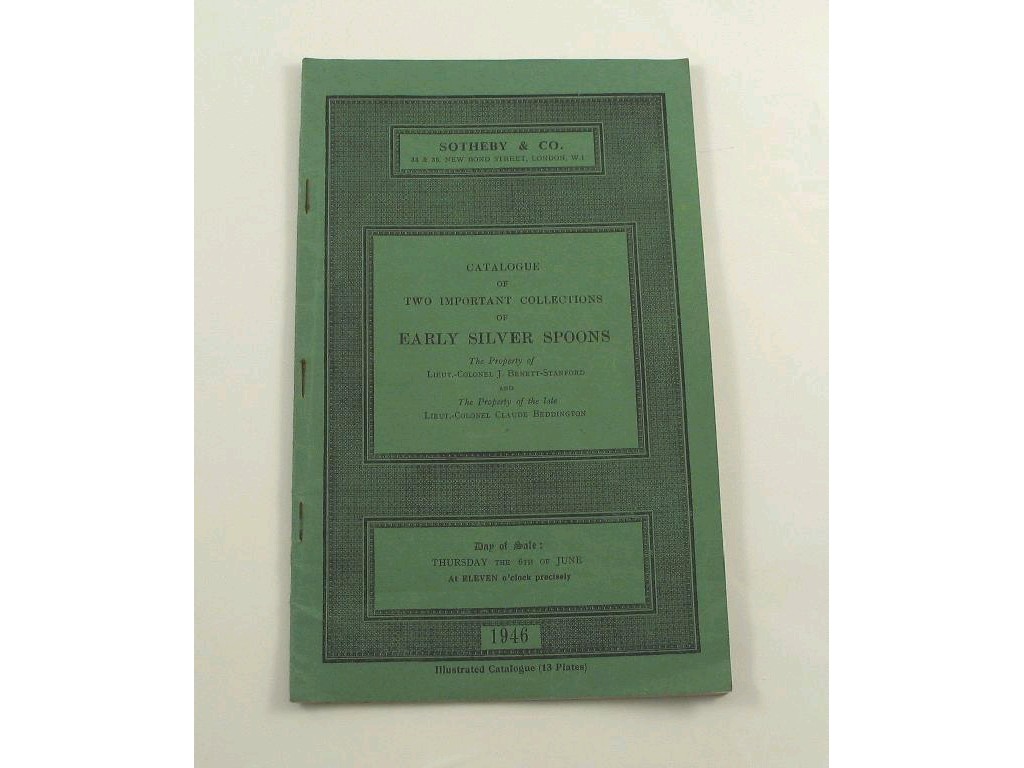 SOTHEBY & CO.
34 & 35, NEW BOND STREET, LONDON, W.1
CATALOGUE
OF
TWO IMPORTANT COLLECTIONS
OF
EARLY SILVER SPOONS
The Property of
LIEUT.-COLONEL J. BENETT-STANFORD
AND
The Property of the late
LIEUT.-COLONEL CLAUDE BEDDINGTON
Day of Sale:
THURSDAY THE 6TH OF JUNE
At ELEVEN o'clock precisely
1946
Illustrated Catalogue (13 Plates)